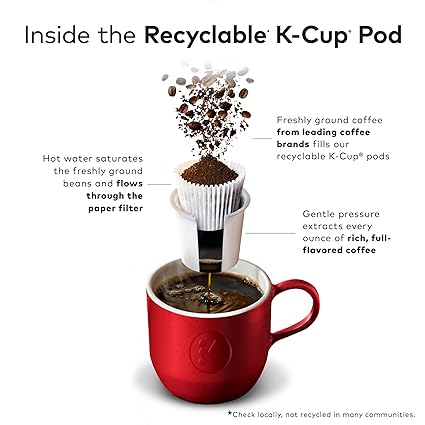 Inside the Recyclable* K-Cup® Pod
Freshly ground coffee
from leading coffee
brands fills our
recyclable K-Cup® pods
Hot water saturates
the freshly ground
beans and flows
through the
paper filter
Gentle pressure
extracts every
ounce of rich, full-
flavored coffee
*Check locally, not recycled in many communities.